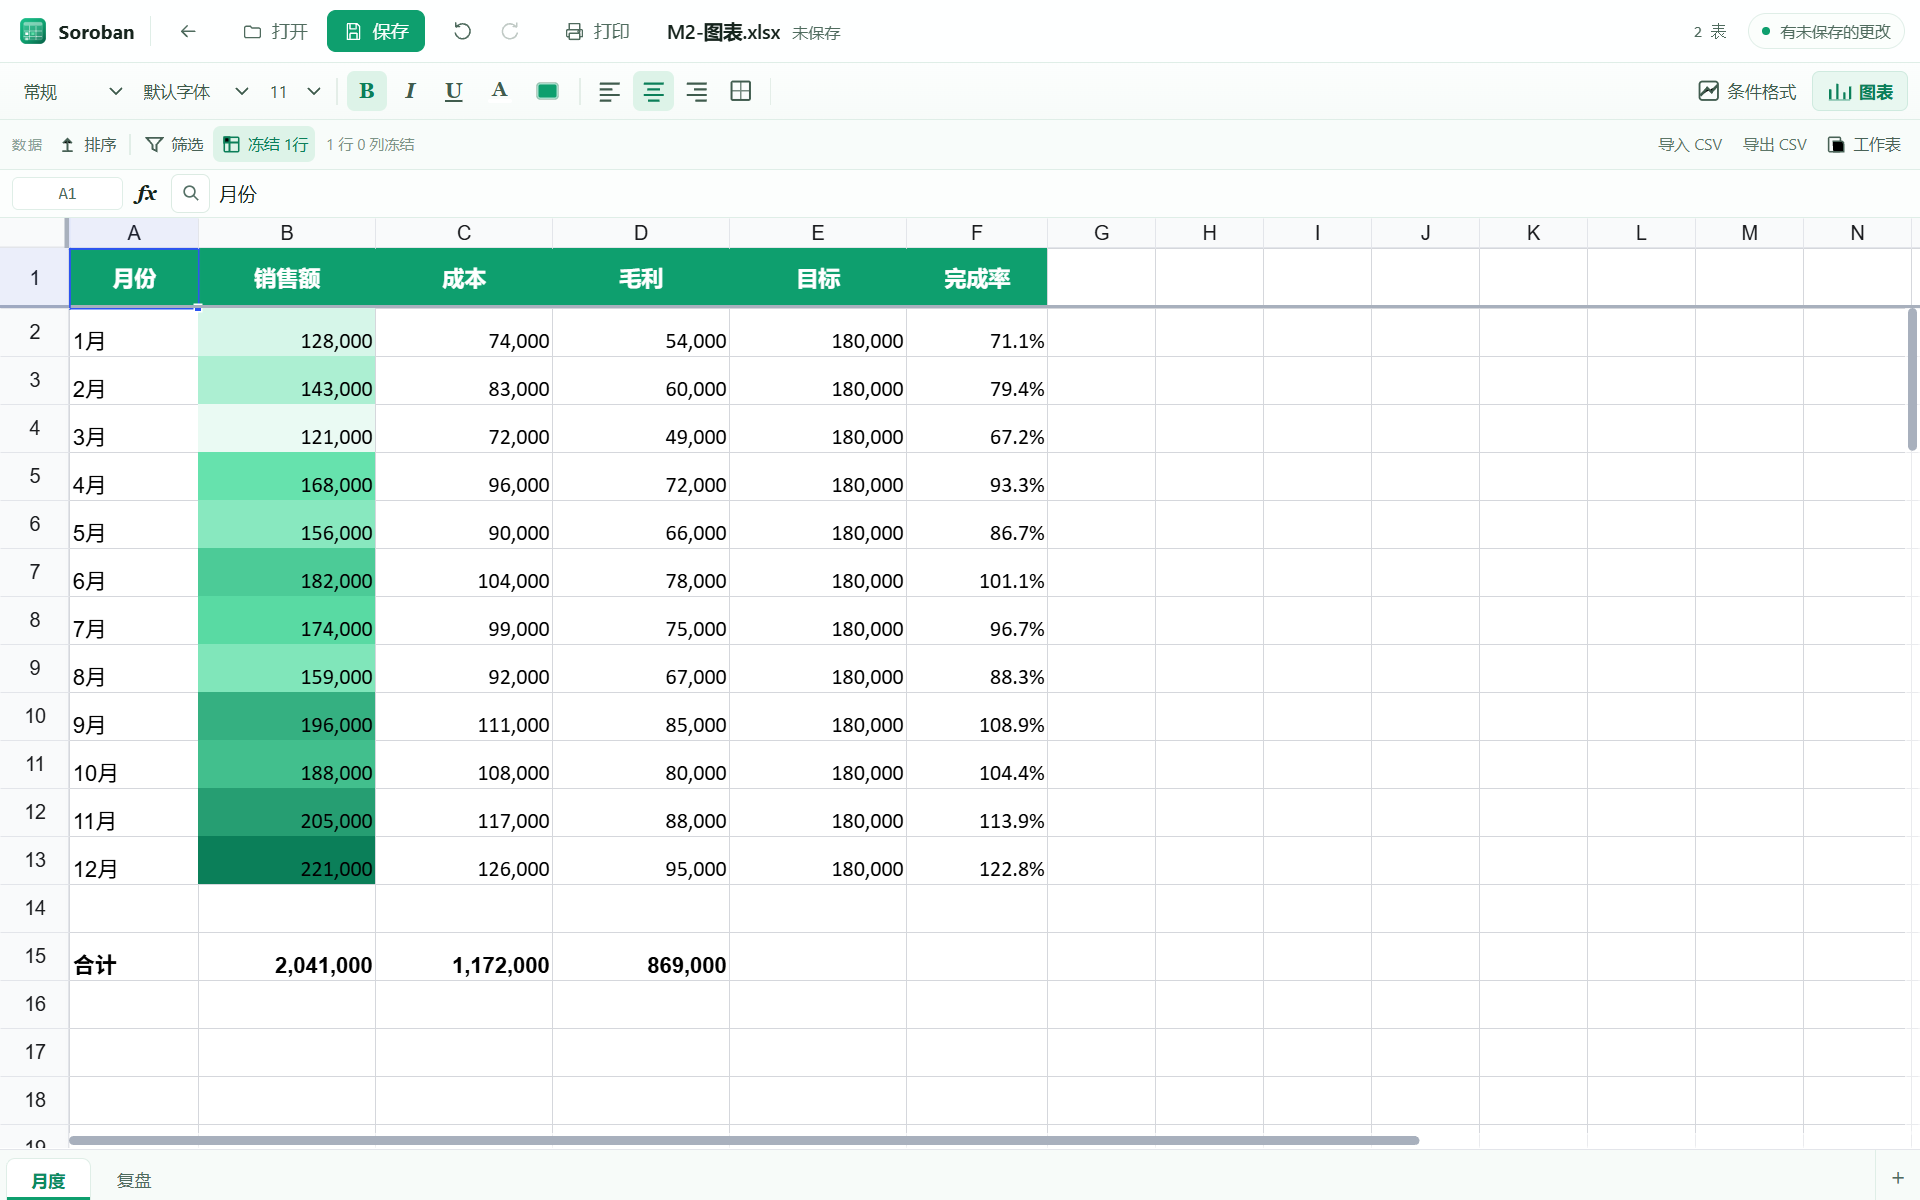 Soroban 打开 保存 打印 M2-图表.xlsx 未保存 2 表 有未保存的更改
常规 默认字体 11 B I U A 条件格式 图表
数据 排序 筛选 冻结 1行 1 行 0 列冻结 导入 CSV 导出 CSV 工作表
A1 fx 月份
A B C D E F G H I J K L M N
1 月份 销售额 成本 毛利 目标 完成率
2 1月 128,000 74,000 54,000 180,000 71.1%
3 2月 143,000 83,000 60,000 180,000 79.4%
4 3月 121,000 72,000 49,000 180,000 67.2%
5 4月 168,000 96,000 72,000 180,000 93.3%
6 5月 156,000 90,000 66,000 180,000 86.7%
7 6月 182,000 104,000 78,000 180,000 101.1%
8 7月 174,000 99,000 75,000 180,000 96.7%
9 8月 159,000 92,000 67,000 180,000 88.3%
10 9月 196,000 111,000 85,000 180,000 108.9%
11 10月 188,000 108,000 80,000 180,000 104.4%
12 11月 205,000 117,000 88,000 180,000 113.9%
13 12月 221,000 126,000 95,000 180,000 122.8%
14
15 合计 2,041,000 1,172,000 869,000
16
17
18
19
月度 复盘 +